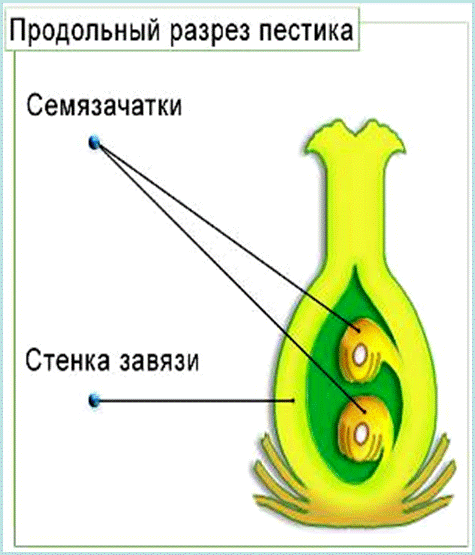 Продольный разрез пестика
Семязачатки
Стенка завязи